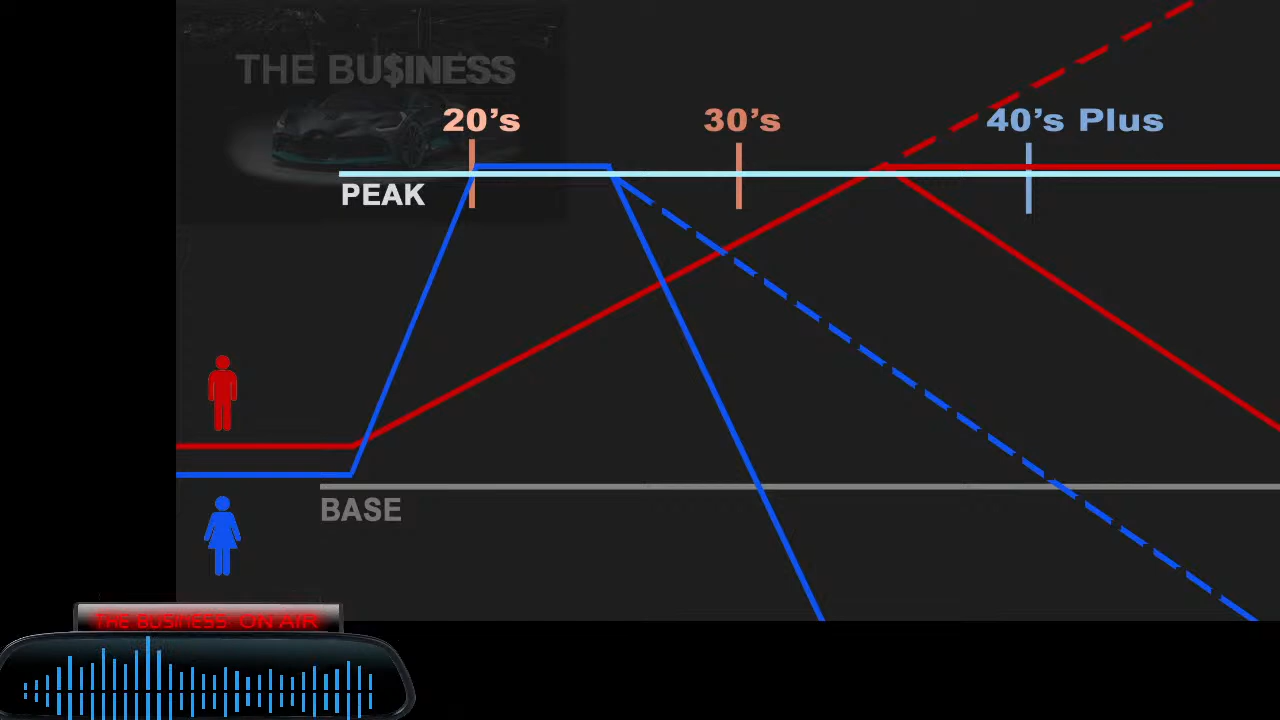 THE BU$INESS
20's
30's
40's Plus
PEAK
BASE
THE BUSINESS ON AIR